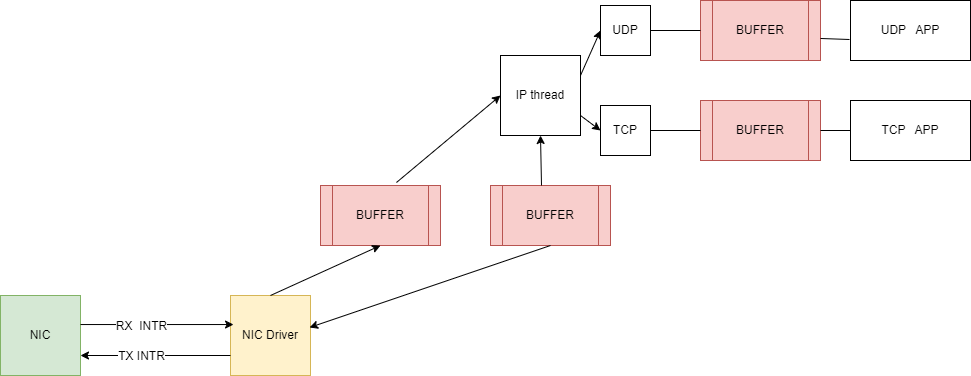 UDP
BUFFER
UDP APP
IP thread
TCP
BUFFER
TCP APP
BUFFER
BUFFER
NIC
RX INTR
TX INTR
NIC Driver